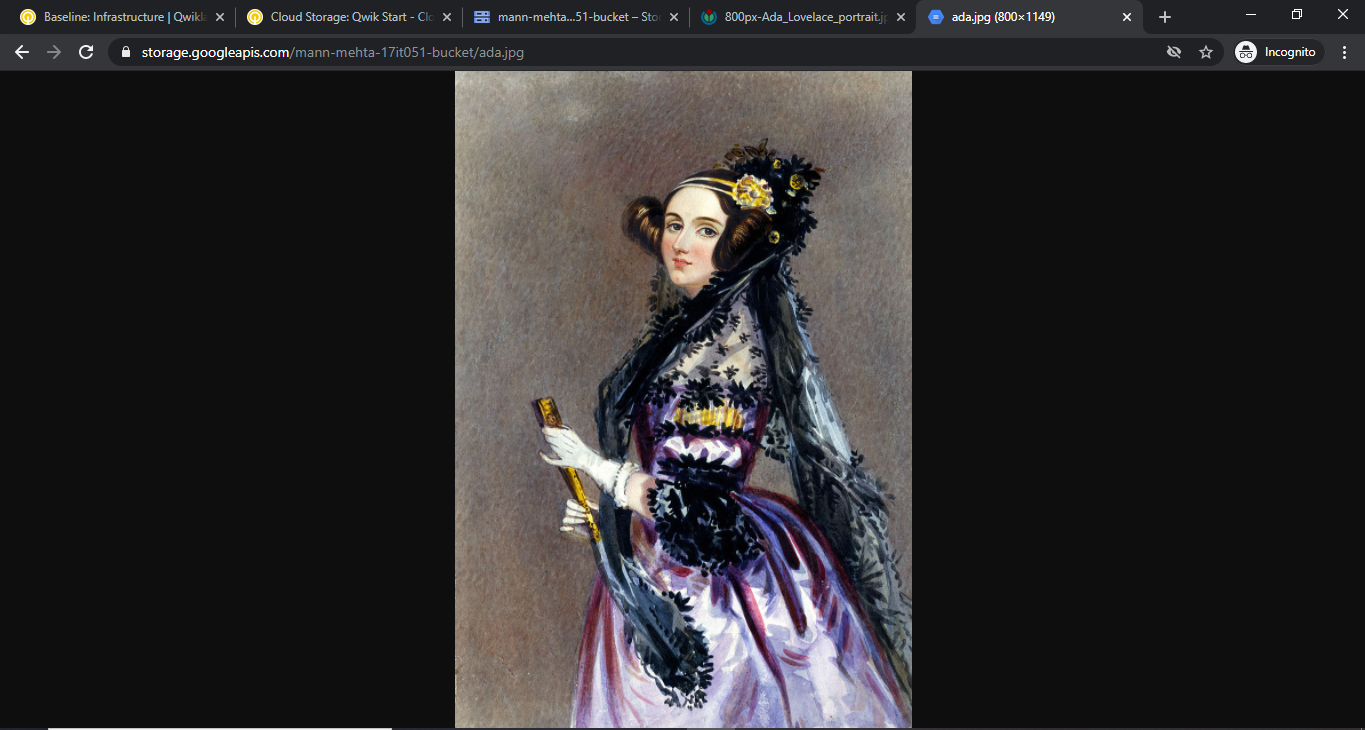 Baseline: Infrastructure | Qwikl
Cloud Storage: Qwik Start - Clo
mann-mehta...51-bucket – Sto
800px-Ada_Lovelace_portrait.j
ada.jpg (800×1149)
storage.googleapis.com/mann-mehta-17it051-bucket/ada.jpg
Incognito